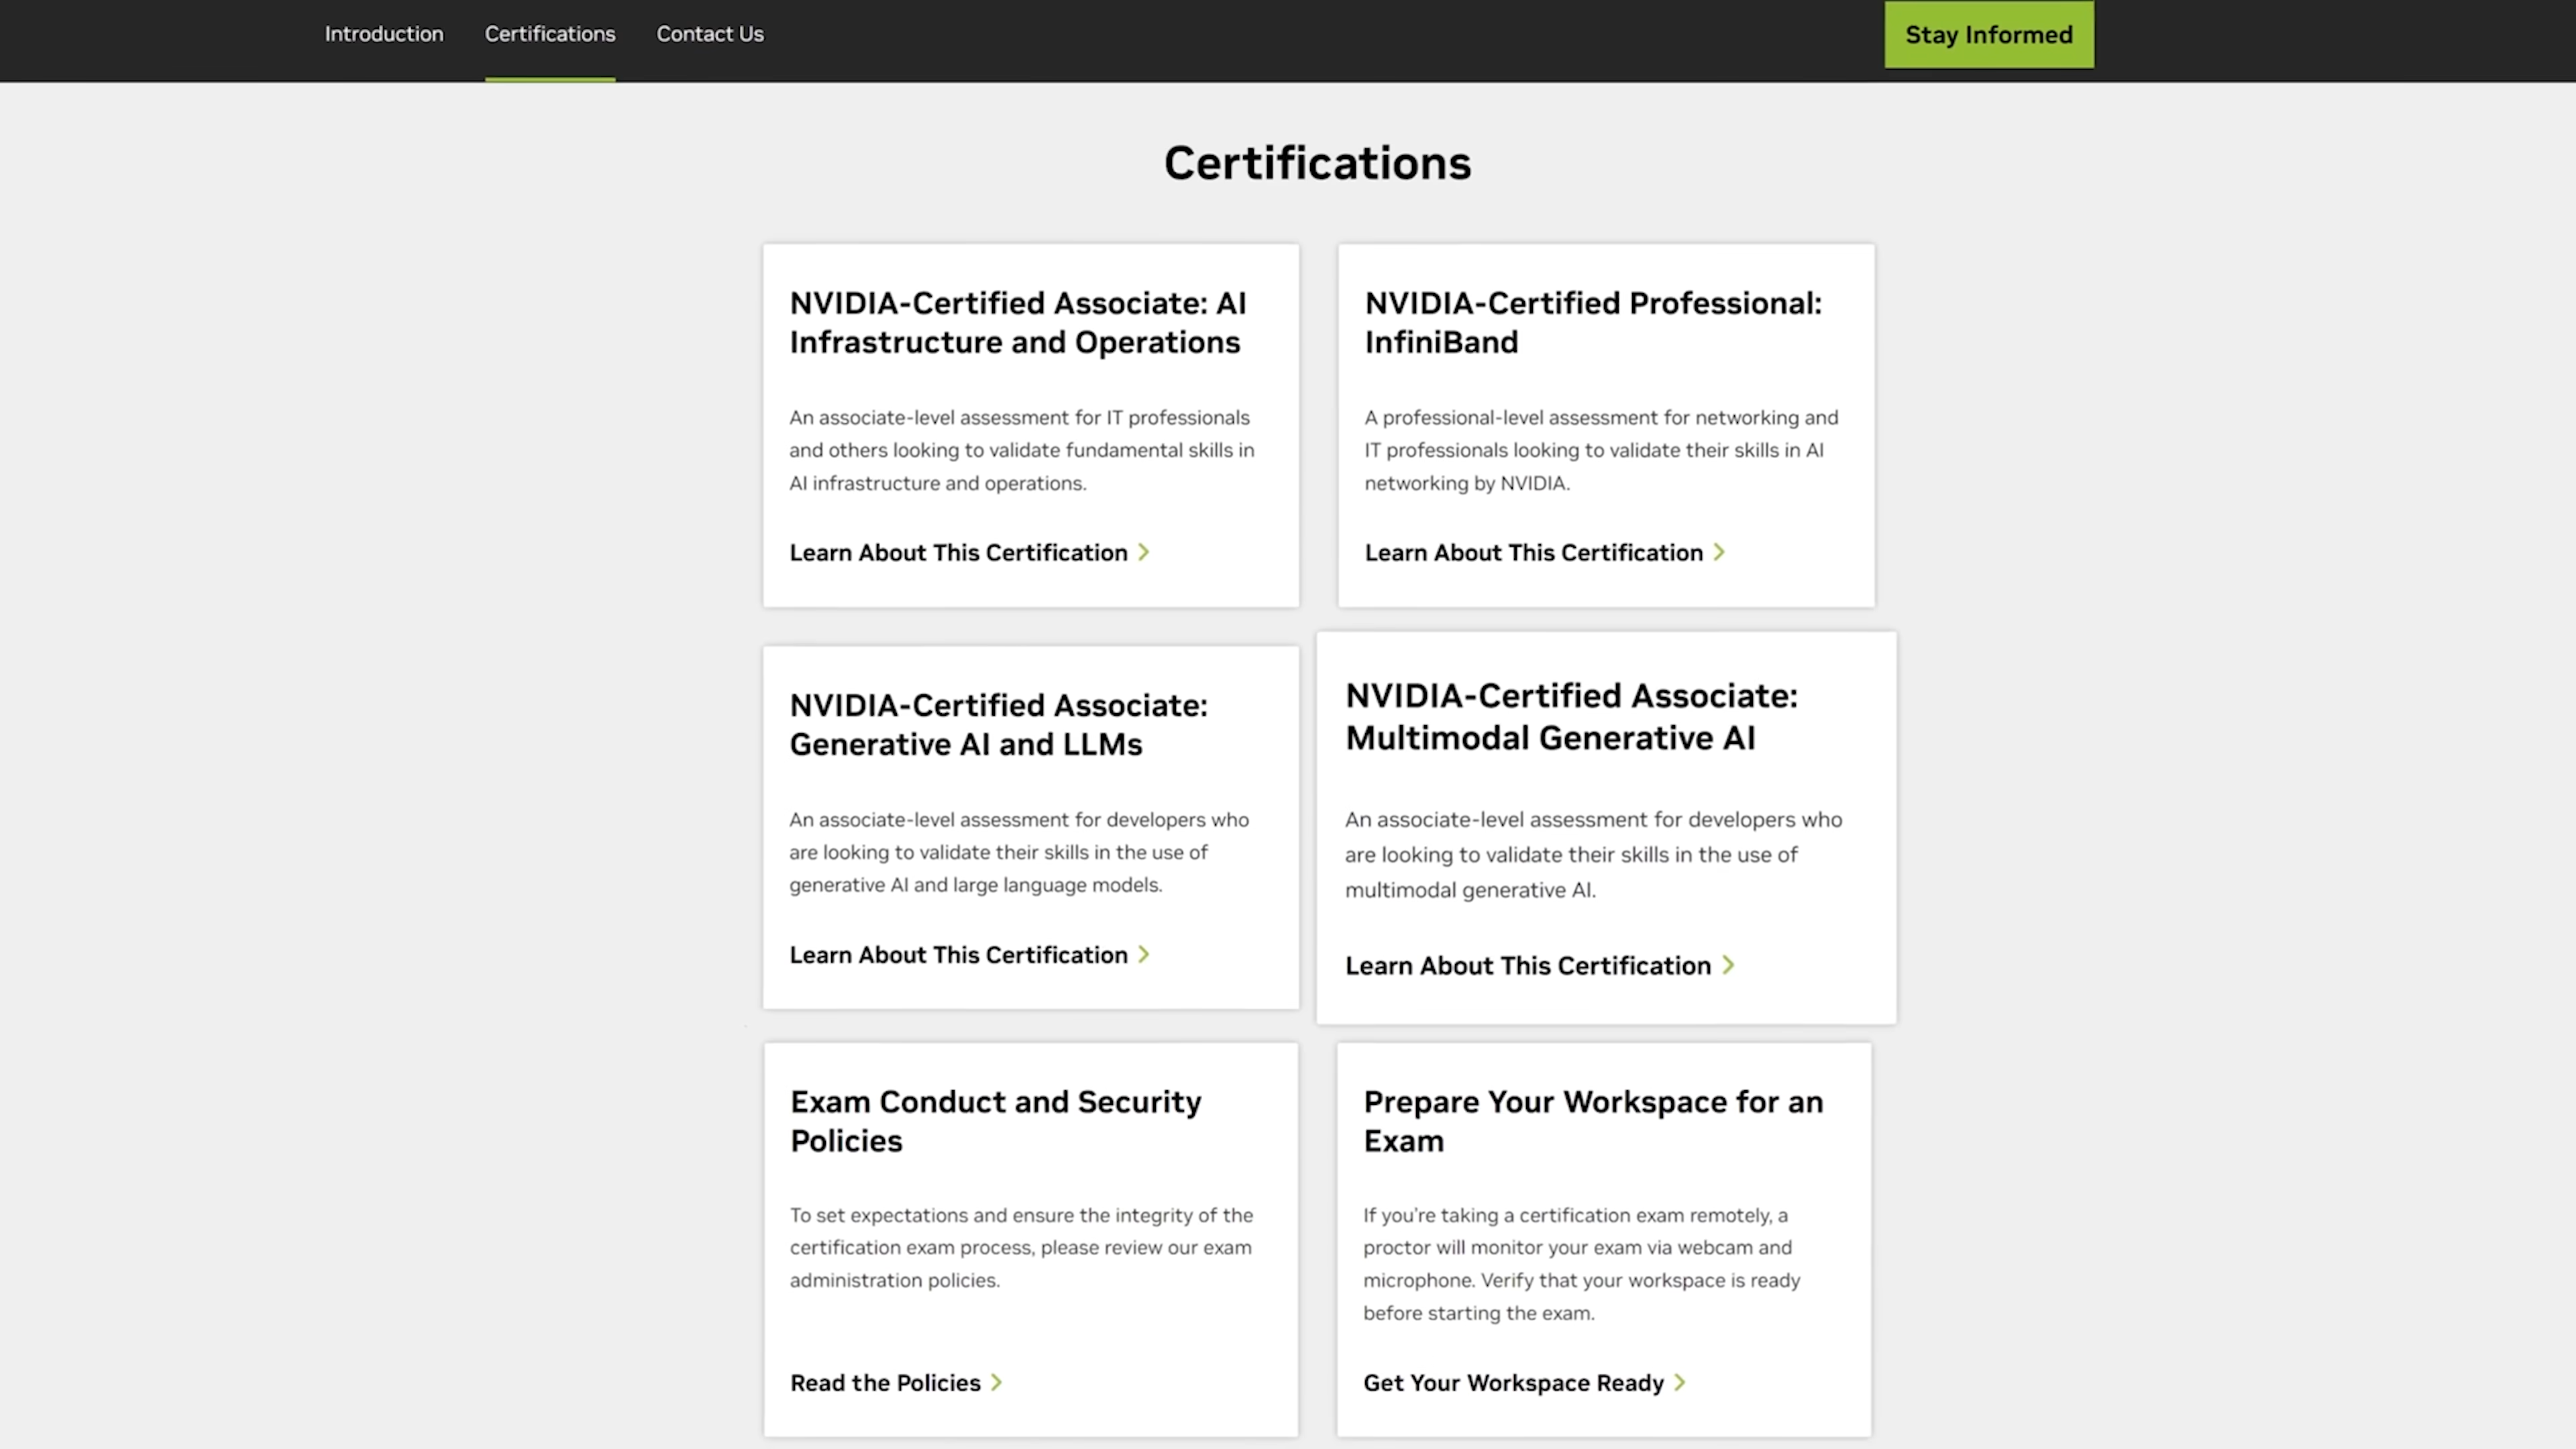 Introduction
Certifications
Contact Us
Stay Informed
Certifications
NVIDIA-Certified Associate: AI
Infrastructure and Operations
An associate-level assessment for IT professionals
and others looking to validate fundamental skills in
AI infrastructure and operations.
Learn About This Certification
NVIDIA-Certified Professional:
InfiniBand
A professional-level assessment for networking and
IT professionals looking to validate their skills in AI
networking by NVIDIA.
Learn About This Certification
NVIDIA-Certified Associate:
Generative AI and LLMs
An associate-level assessment for developers who
are looking to validate their skills in the use of
generative AI and large language models.
Learn About This Certification
NVIDIA-Certified Associate:
Multimodal Generative AI
An associate-level assessment for developers who
are looking to validate their skills in the use of
multimodal generative AI.
Learn About This Certification
Exam Conduct and Security
Policies
To set expectations and ensure the integrity of the
certification exam process, please review our exam
administration policies.
Read the Policies
Prepare Your Workspace for an
Exam
If you're taking a certification exam remotely, a
proctor will monitor your exam via webcam and
microphone. Verify that your workspace is ready
before starting the exam.
Get Your Workspace Ready